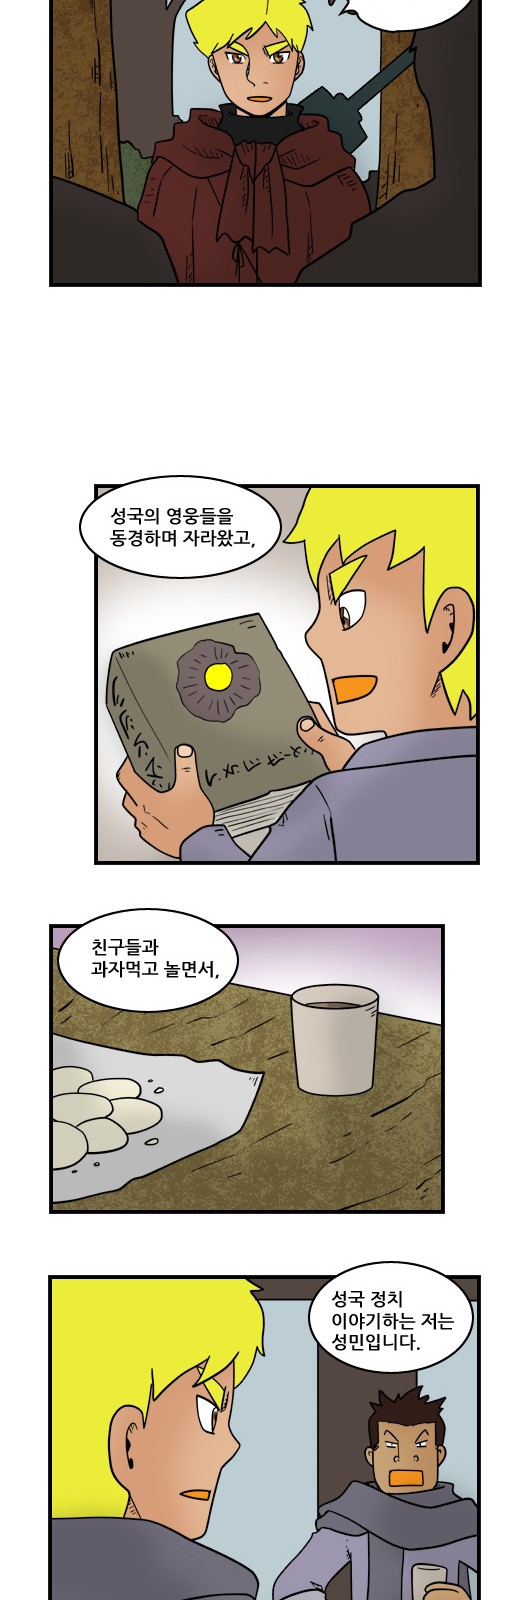 성국의 영웅들을
동경하며 자라왔고,
친구들과
과자먹고 놀면서,
성국 정치
이야기하는 저는
성민입니다.